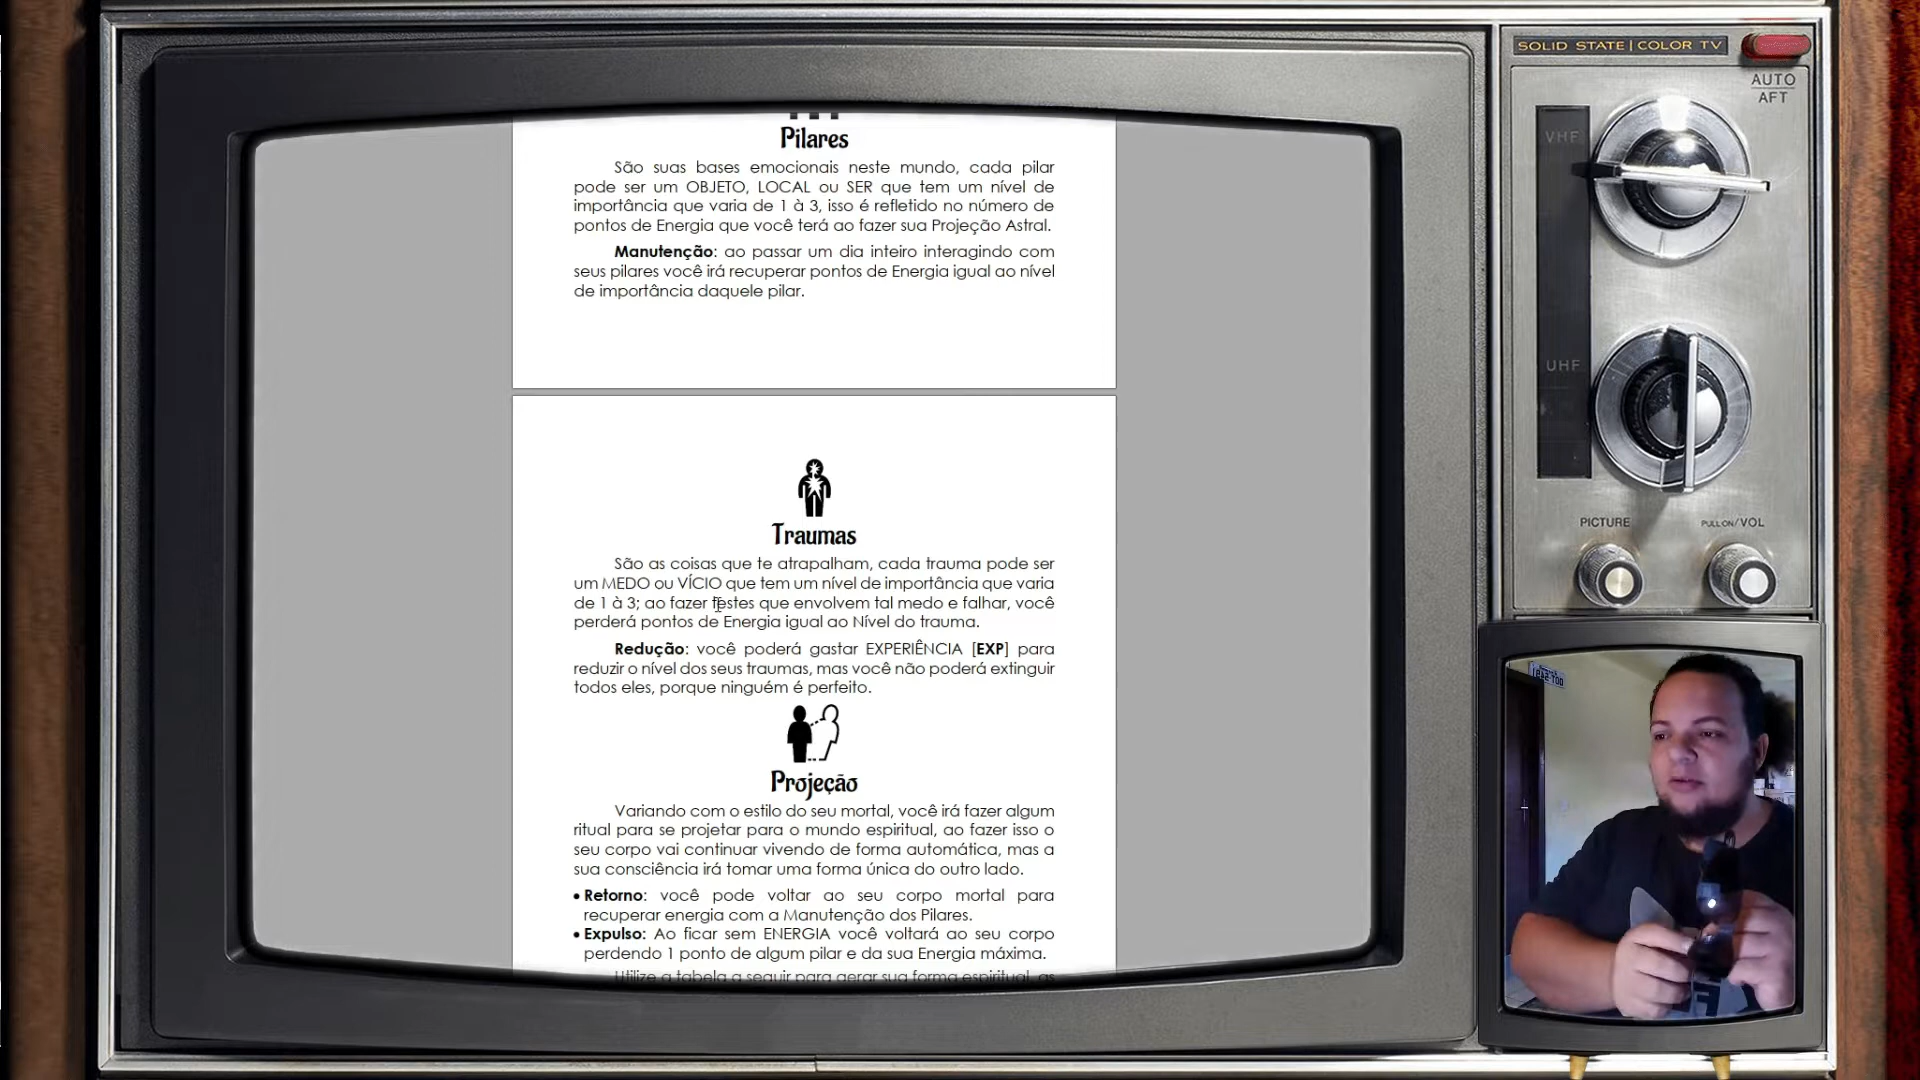 SOLID STATE | COLOR TV
AUTO
AFT
VHF
UHF
PICTURE
PULL ON/VOL
Pilares
São suas bases emocionais neste mundo, cada pilar
pode ser um OBJETO, LOCAL ou SER que tem um nível de
importância que varia de 1 à 3, isso é refletido no número de
pontos de Energia que você terá ao fazer sua Projeção Astral.
Manutenção: ao passar um dia inteiro interagindo com
seus pilares você irá recuperar pontos de Energia igual ao nível
de importância daquele pilar.
Traumas
São as coisas que te atrapalham, cada trauma pode ser
um MEDO ou VÍCIO que tem um nível de importância que varia
de 1 à 3; ao fazer testes que envolvem tal medo e falhar, você
perderá pontos de Energia igual ao Nível do trauma.
Redução: você poderá gastar EXPERIÊNCIA [EXP] para
reduzir o nível dos seus traumas, mas você não poderá extinguir
todos eles, porque ninguém é perfeito.
Projeção
Variando com o estilo do seu mortal, você irá fazer algum
ritual para se projetar para o mundo espiritual, ao fazer isso o
seu corpo vai continuar vivendo de forma automática, mas a
sua consciência irá tomar uma forma única do outro lado.
• Retorno: você pode voltar ao seu corpo mortal para
recuperar energia com a Manutenção dos Pilares.
• Expulso: Ao ficar sem ENERGIA você voltará ao seu corpo
perdendo 1 ponto de algum pilar e da sua Energia máxima.
Utilize a tabela a seguir para gerar sua forma espiritual, as